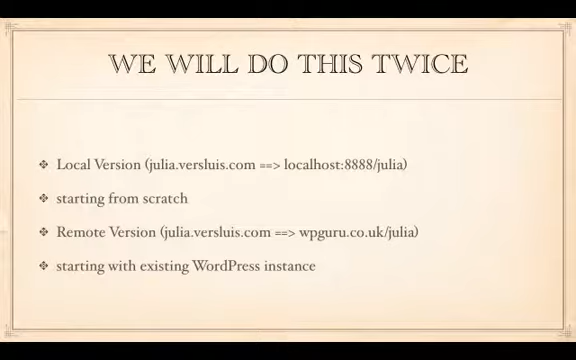 WE WILL DO THIS TWICE
❖ Local Version (julia.versluis.com ==> localhost:8888/julia)
❖ starting from scratch
❖ Remote Version (julia.versluis.com ==> wpguru.co.uk/julia)
❖ starting with existing WordPress instance